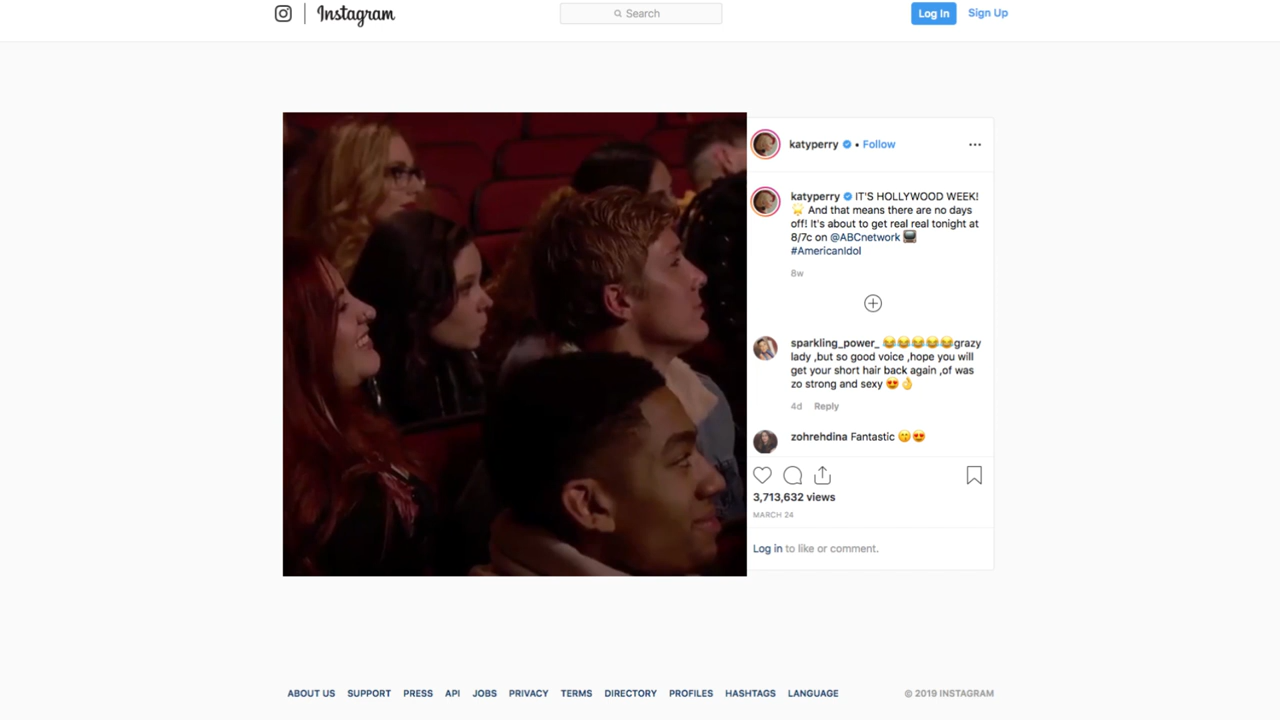 Instagram
Search
Log In
Sign Up
katyperry • Follow
katyperry IT'S HOLLYWOOD WEEK!
🌟 And that means there are no days
off! It's about to get real real tonight at
8/7c on @ABCnetwork 📺
#AmericanIdol
8w
sparkling_power_ 😂😂😂😂😂grazy
lady ,but so good voice ,hope you will
get your short hair back again ,of was
zo strong and sexy 😍👌
4d Reply
zohrehdina Fantastic 😙😍
3,713,632 views
MARCH 24
Log in to like or comment.
ABOUT US SUPPORT PRESS API JOBS PRIVACY TERMS DIRECTORY PROFILES HASHTAGS LANGUAGE © 2019 INSTAGRAM